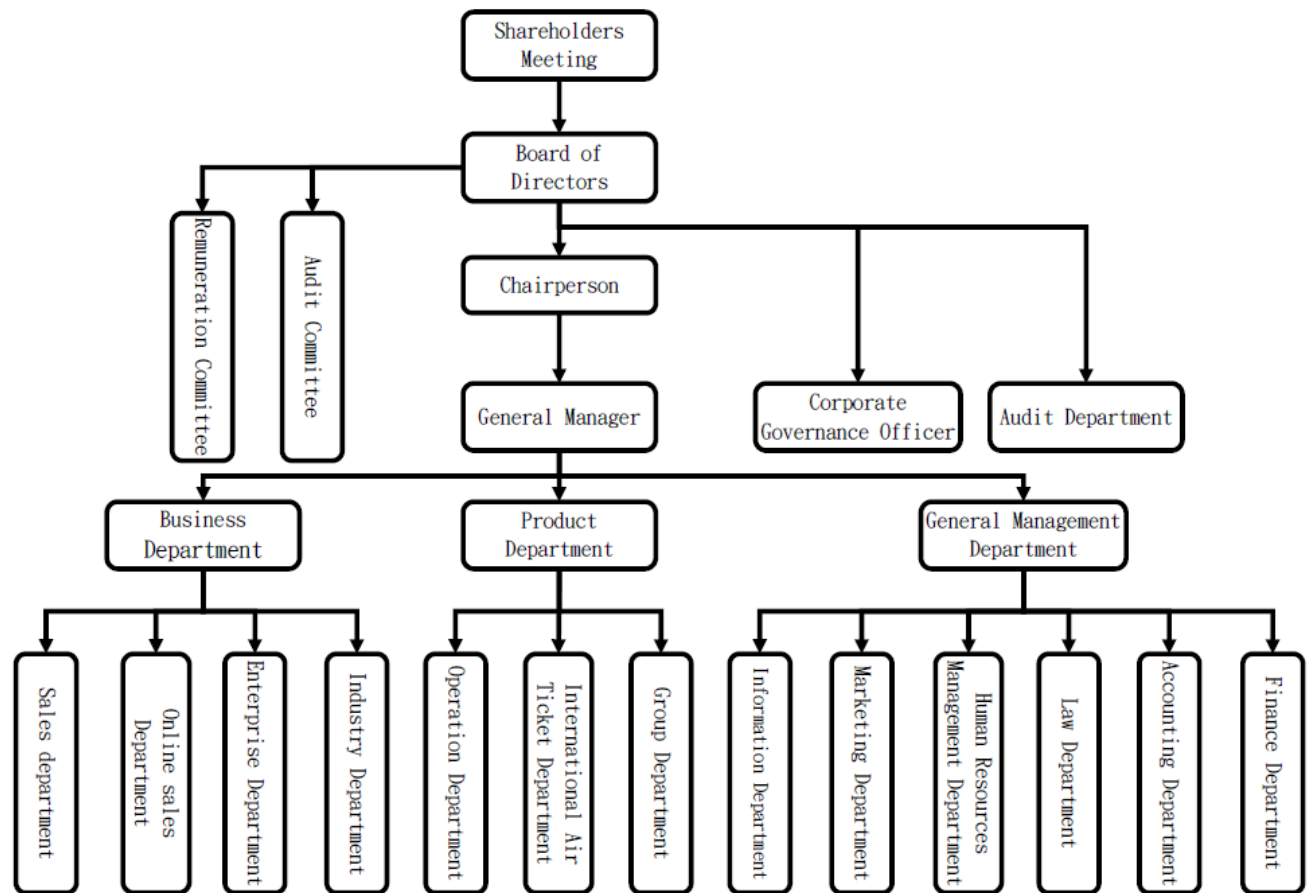 Shareholders
Meeting
Board of
Directors
Remuneration Committee
Audit Committee
Chairperson
General Manager
Corporate
Governance Officer
Audit Department
Business
Department
Product
Department
General Management
Department
Sales department
Online sales
Department
Enterprise Department
Industry Department
Operation Department
International Air
Ticket Department
Group Department
Information Department
Marketing Department
Human Resources
Management Department
Law Department
Accounting Department
Finance Department